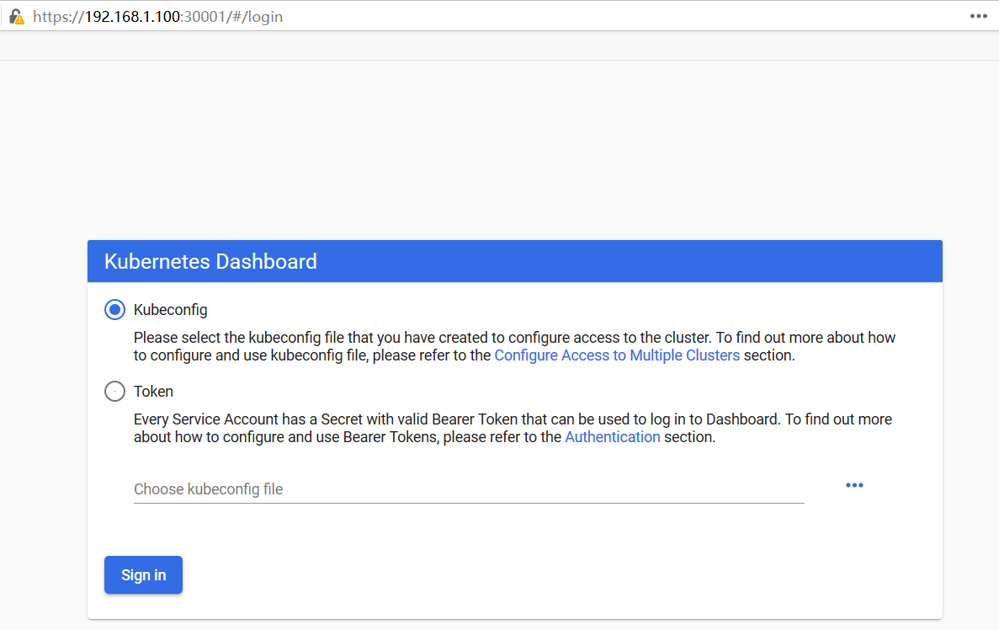 https://192.168.1.100:30001/#/login
Kubernetes Dashboard
Kubeconfig
Please select the kubeconfig file that you have created to configure access to the cluster. To find out more about how
to configure and use kubeconfig file, please refer to the Configure Access to Multiple Clusters section.
Token
Every Service Account has a Secret with valid Bearer Token that can be used to log in to Dashboard. To find out more
about how to configure and use Bearer Tokens, please refer to the Authentication section.
Choose kubeconfig file
Sign in